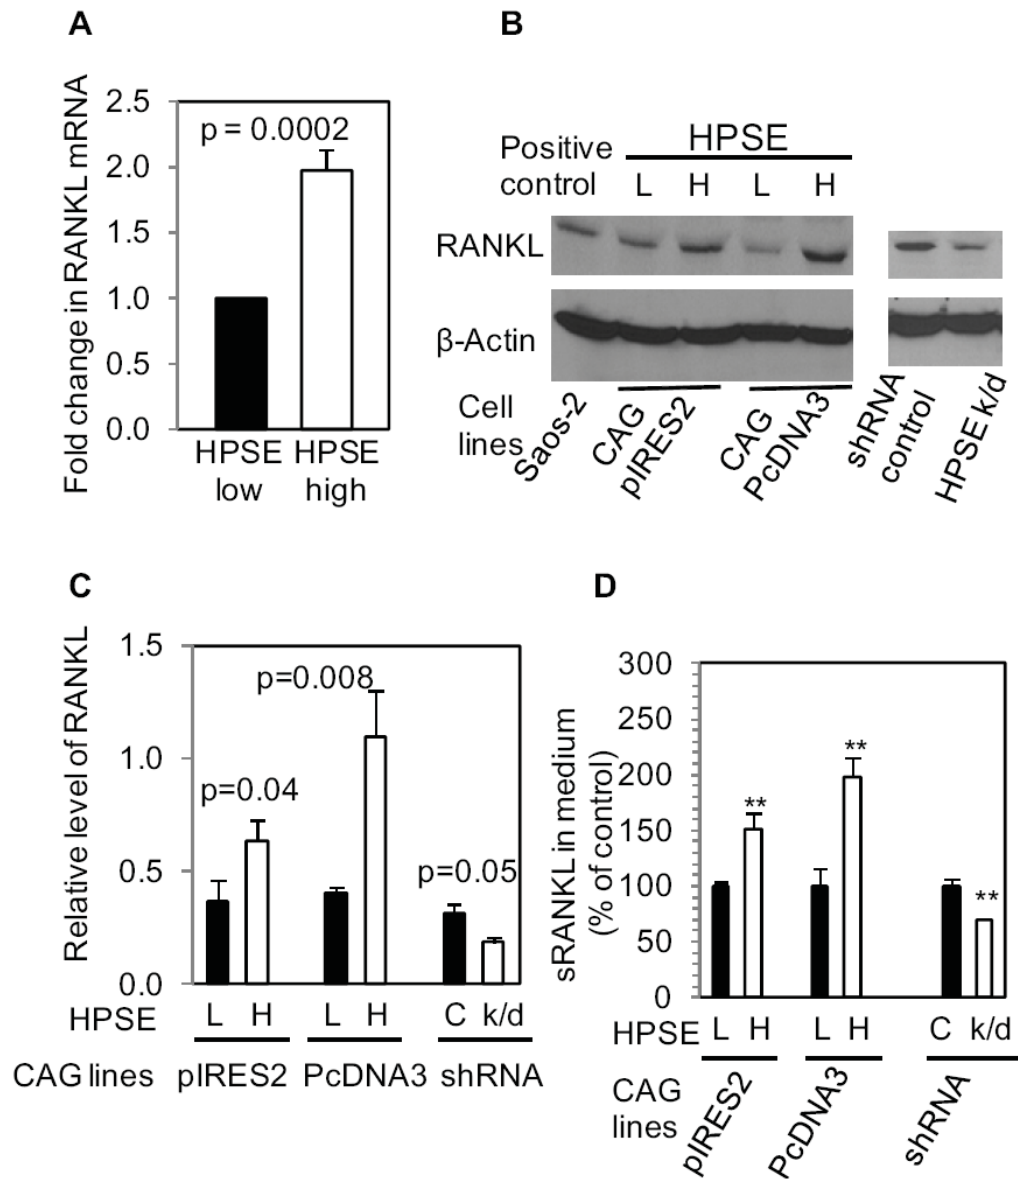 A
Fold change in RANKL mRNA
2.5
2.0
1.5
1.0
0.5
0.0
p = 0.0002
HPSE HPSE
low high
B
Positive
control
HPSE
L H L H
RANKL
β-Actin
Cell
lines
Saos-2
CAG
pIRES2
CAG
PcDNA3
shRNA
control
HPSE k/d
C
Relative level of RANKL
1.5
1.0
0.5
0.0
p=0.04
p=0.008
p=0.05
HPSE L H L H C k/d
CAG lines pIRES2 PcDNA3 shRNA
D
sRANKL in medium
(% of control)
300
250
200
150
100
50
0
**
**
**
HPSE L H L H C k/d
CAG
lines
pIRES2
PcDNA3
shRNA